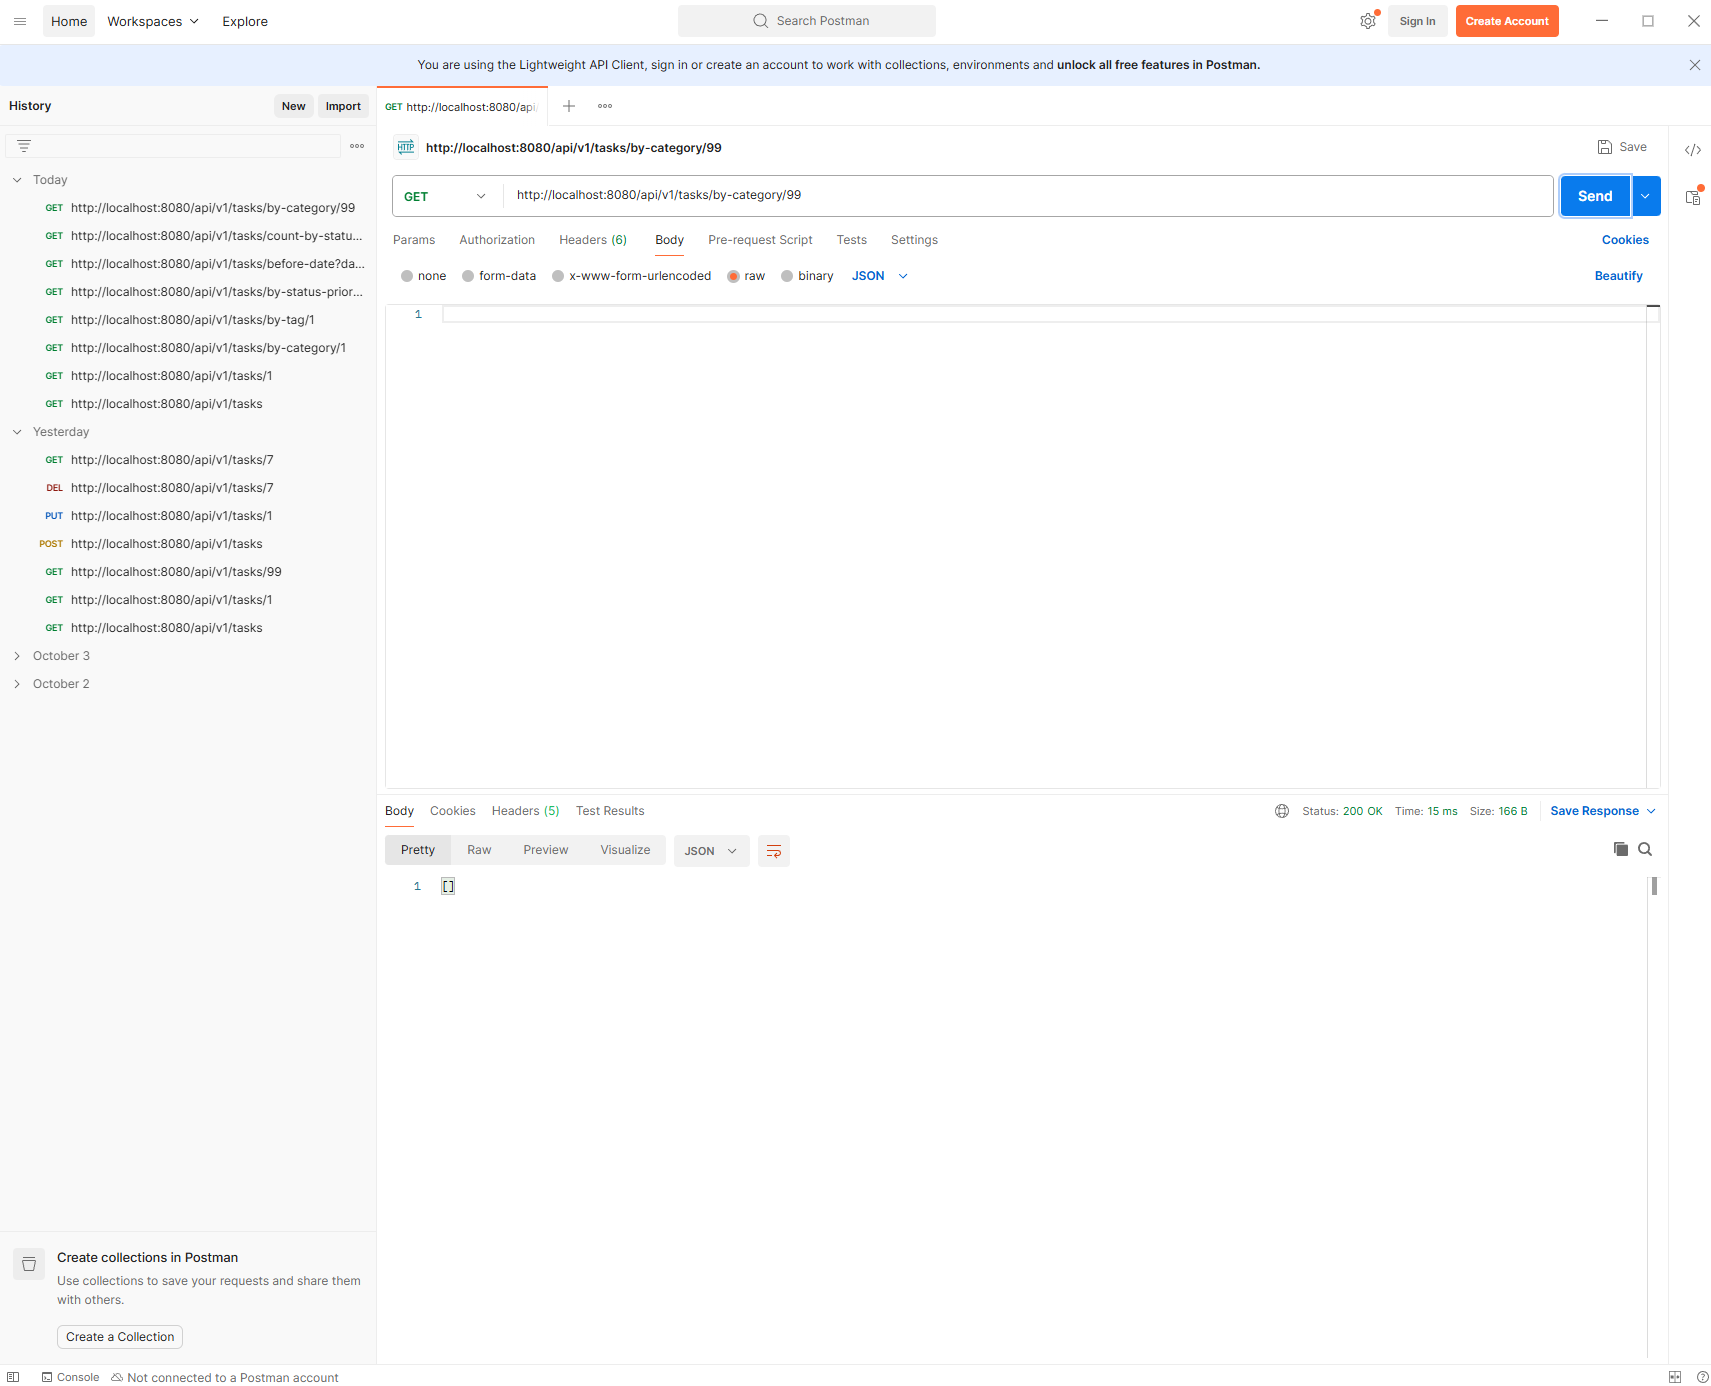 Home Workspaces Explore Search Postman Sign In Create Account
You are using the Lightweight API Client, sign in or create an account to work with collections, environments and unlock all free features in Postman.
History New Import
GET http://localhost:8080/api
HTTP http://localhost:8080/api/v1/tasks/by-category/99 Save
GET http://localhost:8080/api/v1/tasks/by-category/99 Send
Params Authorization Headers (6) Body Pre-request Script Tests Settings Cookies
none form-data x-www-form-urlencoded raw binary JSON Beautify
1
Today
GET http://localhost:8080/api/v1/tasks/by-category/99
GET http://localhost:8080/api/v1/tasks/count-by-statu...
GET http://localhost:8080/api/v1/tasks/before-date?da...
GET http://localhost:8080/api/v1/tasks/by-status-prior...
GET http://localhost:8080/api/v1/tasks/by-tag/1
GET http://localhost:8080/api/v1/tasks/by-category/1
GET http://localhost:8080/api/v1/tasks/1
GET http://localhost:8080/api/v1/tasks
Yesterday
GET http://localhost:8080/api/v1/tasks/7
DEL http://localhost:8080/api/v1/tasks/7
PUT http://localhost:8080/api/v1/tasks/1
POST http://localhost:8080/api/v1/tasks
GET http://localhost:8080/api/v1/tasks/99
GET http://localhost:8080/api/v1/tasks/1
GET http://localhost:8080/api/v1/tasks
October 3
October 2
Body Cookies Headers (5) Test Results Status: 200 OK Time: 15 ms Size: 166 B Save Response
Pretty Raw Preview Visualize JSON
1 []
Create collections in Postman
Use collections to save your requests and share them
with others.
Create a Collection
Console Not connected to a Postman account